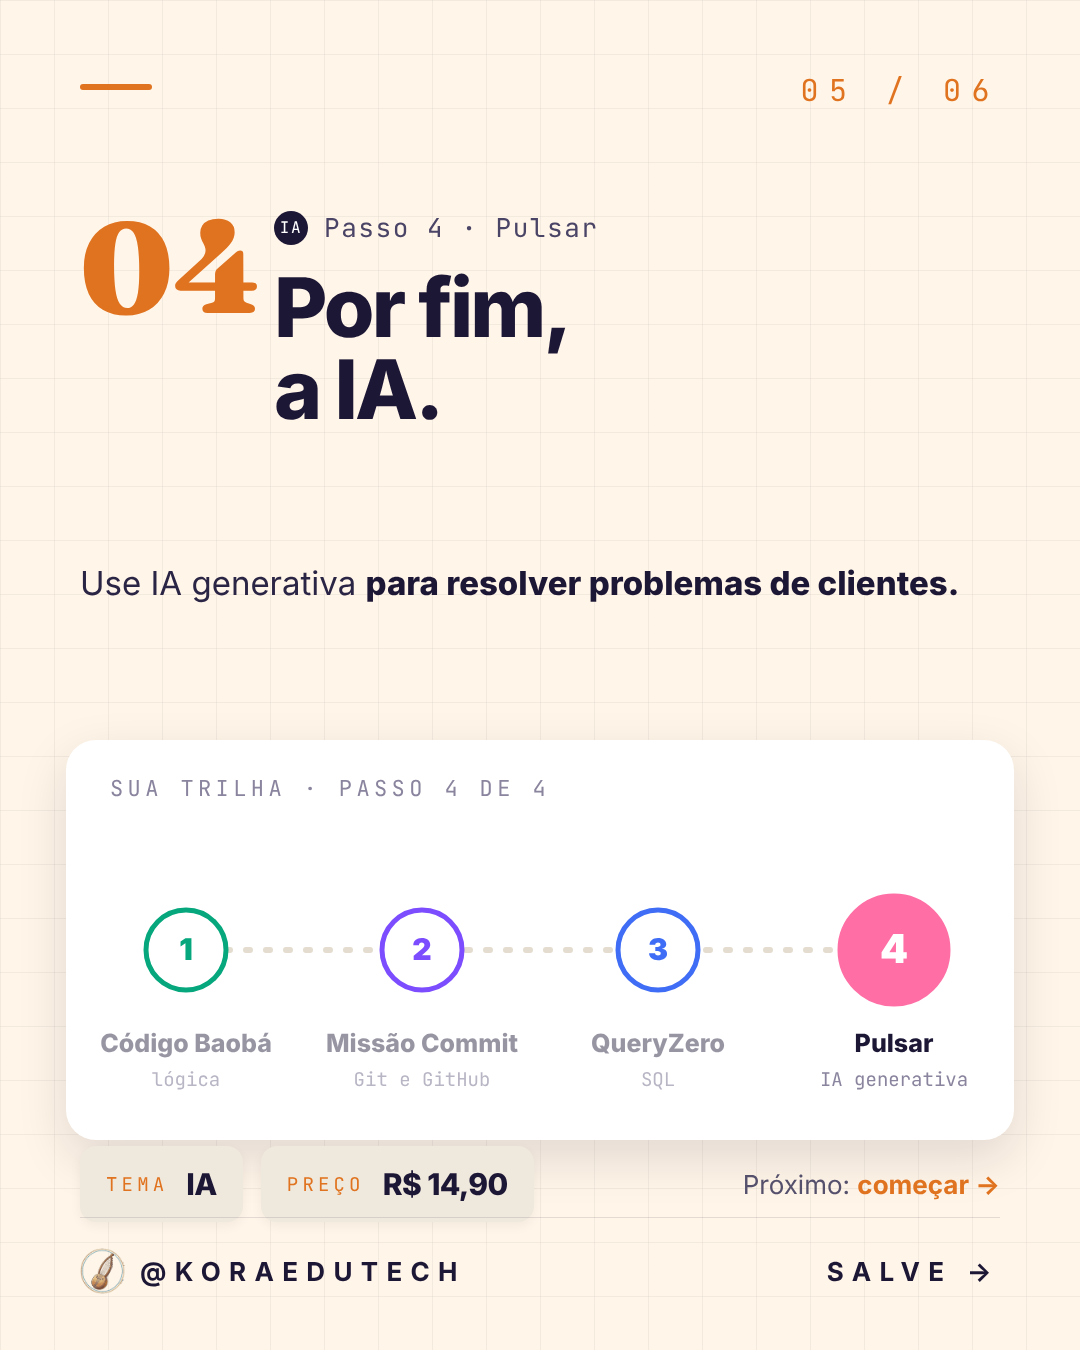 05 / 06
04
IA Passo 4 · Pulsar
Por fim,
a IA.
Use IA generativa para resolver problemas de clientes.
SUA TRILHA · PASSO 4 DE 4
1 2 3 4
Código Baobá Missão Commit QueryZero Pulsar
lógica Git e GitHub SQL IA generativa
TEMA IA PREÇO R$ 14,90 Próximo: começar →
@KORAEDUTECH SALVE →